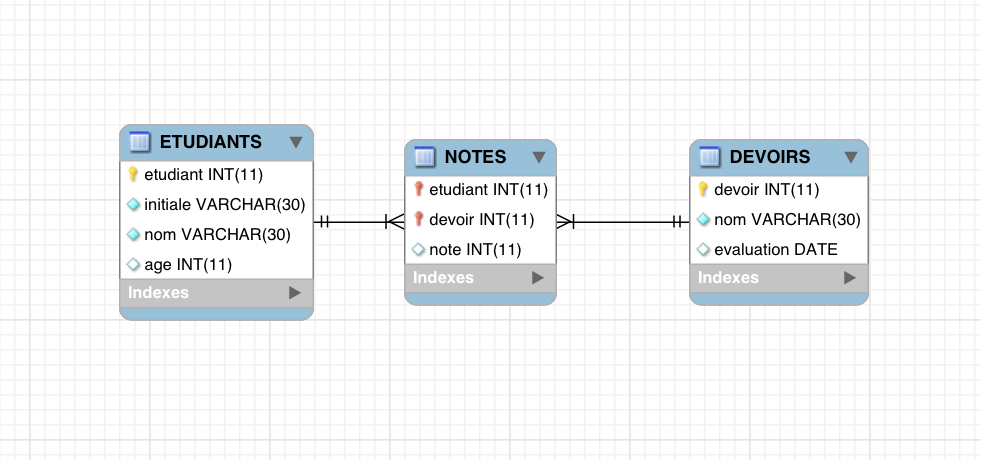 ETUDIANTS
etudiant INT(11)
initiale VARCHAR(30)
nom VARCHAR(30)
age INT(11)
Indexes
NOTES
etudiant INT(11)
devoir INT(11)
note INT(11)
Indexes
DEVOIRS
devoir INT(11)
nom VARCHAR(30)
evaluation DATE
Indexes